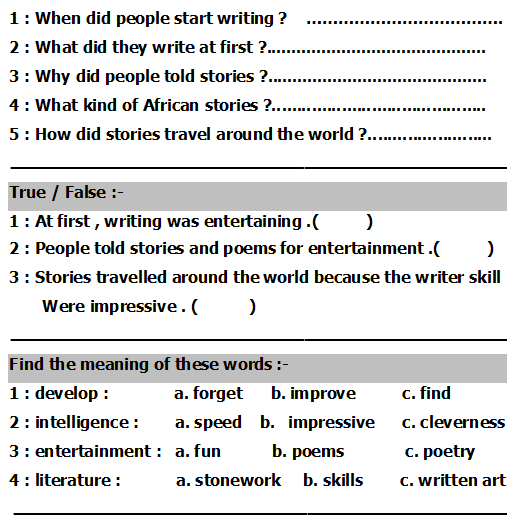 1 : When did people start writing ? ......................................
2 : What did they write at first ?...........................................
3 : Why did people told stories ?...........................................
4 : What kind of African stories ?..........................................
5 : How did stories travel around the world ?........................
True / False :-
1 : At first , writing was entertaining .( )
2 : People told stories and poems for entertainment .( )
3 : Stories travelled around the world because the writer skill
Were impressive . ( )
Find the meaning of these words :-
1 : develop : a. forget b. improve c. find
2 : intelligence : a. speed b. impressive c. cleverness
3 : entertainment : a. fun b. poems c. poetry
4 : literature : a. stonework b. skills c. written art